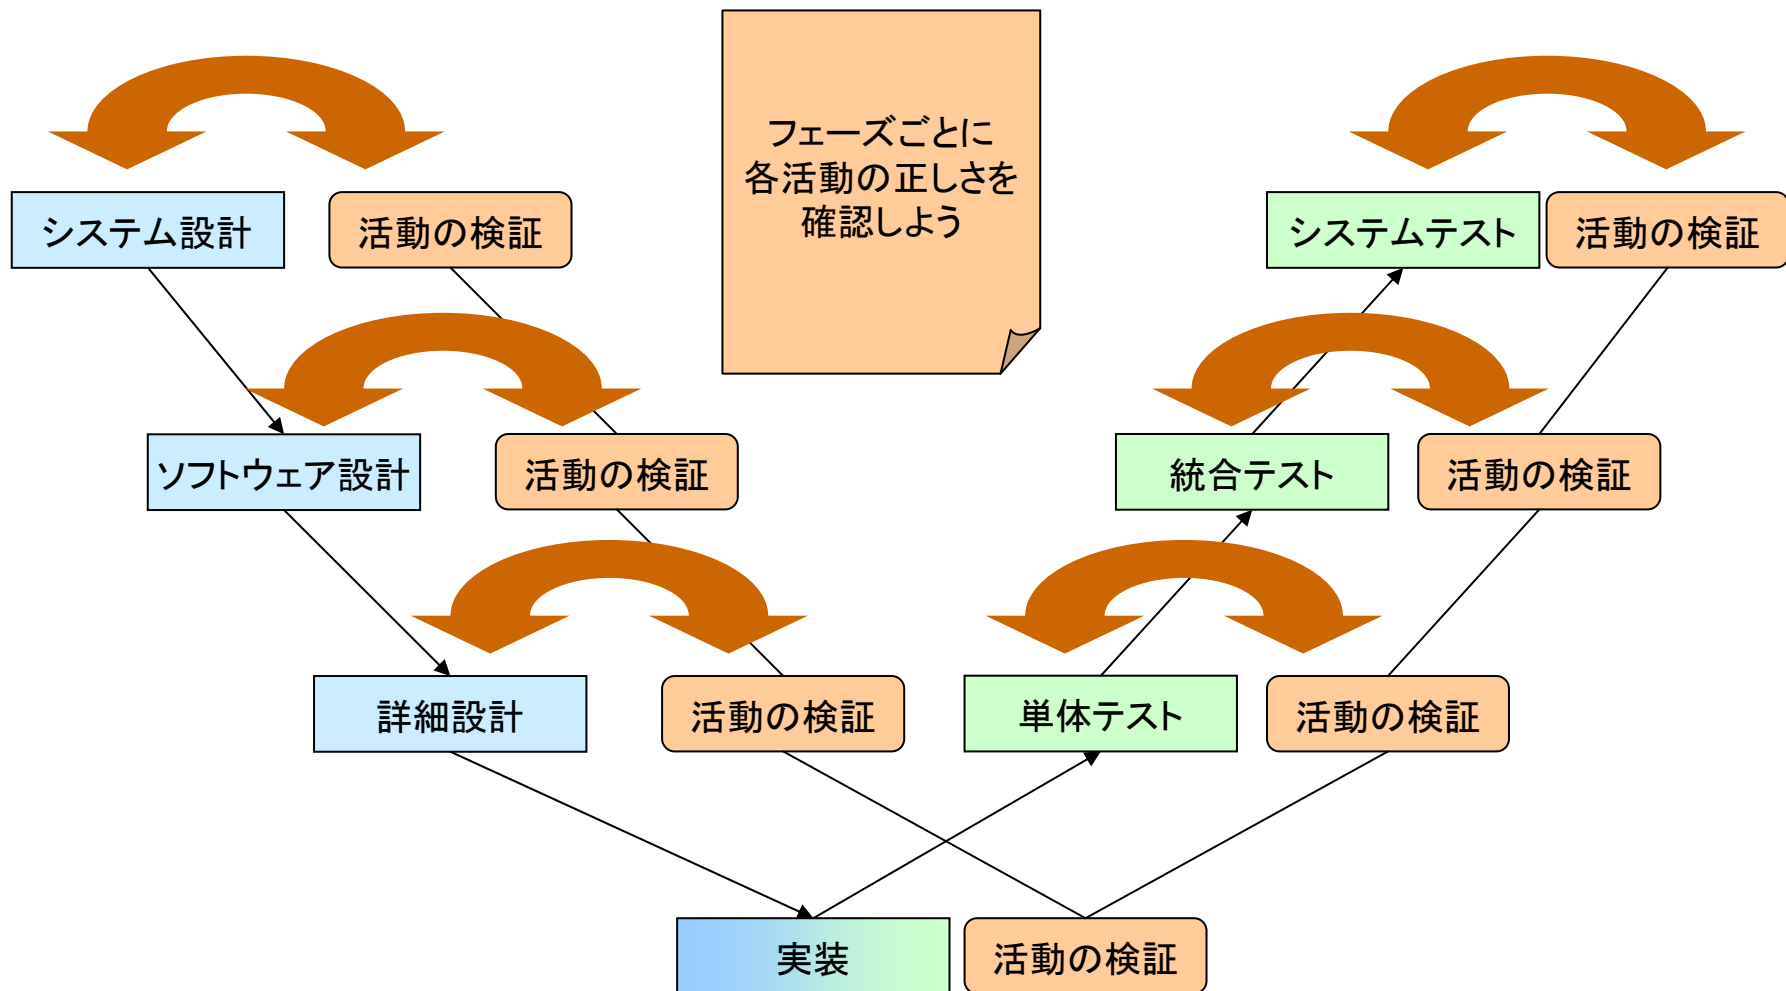 フェーズごとに
各活動の正しさを
確認しよう
システム設計
活動の検証
システムテスト
活動の検証
ソフトウェア設計
活動の検証
統合テスト
活動の検証
詳細設計
活動の検証
単体テスト
活動の検証
実装
活動の検証